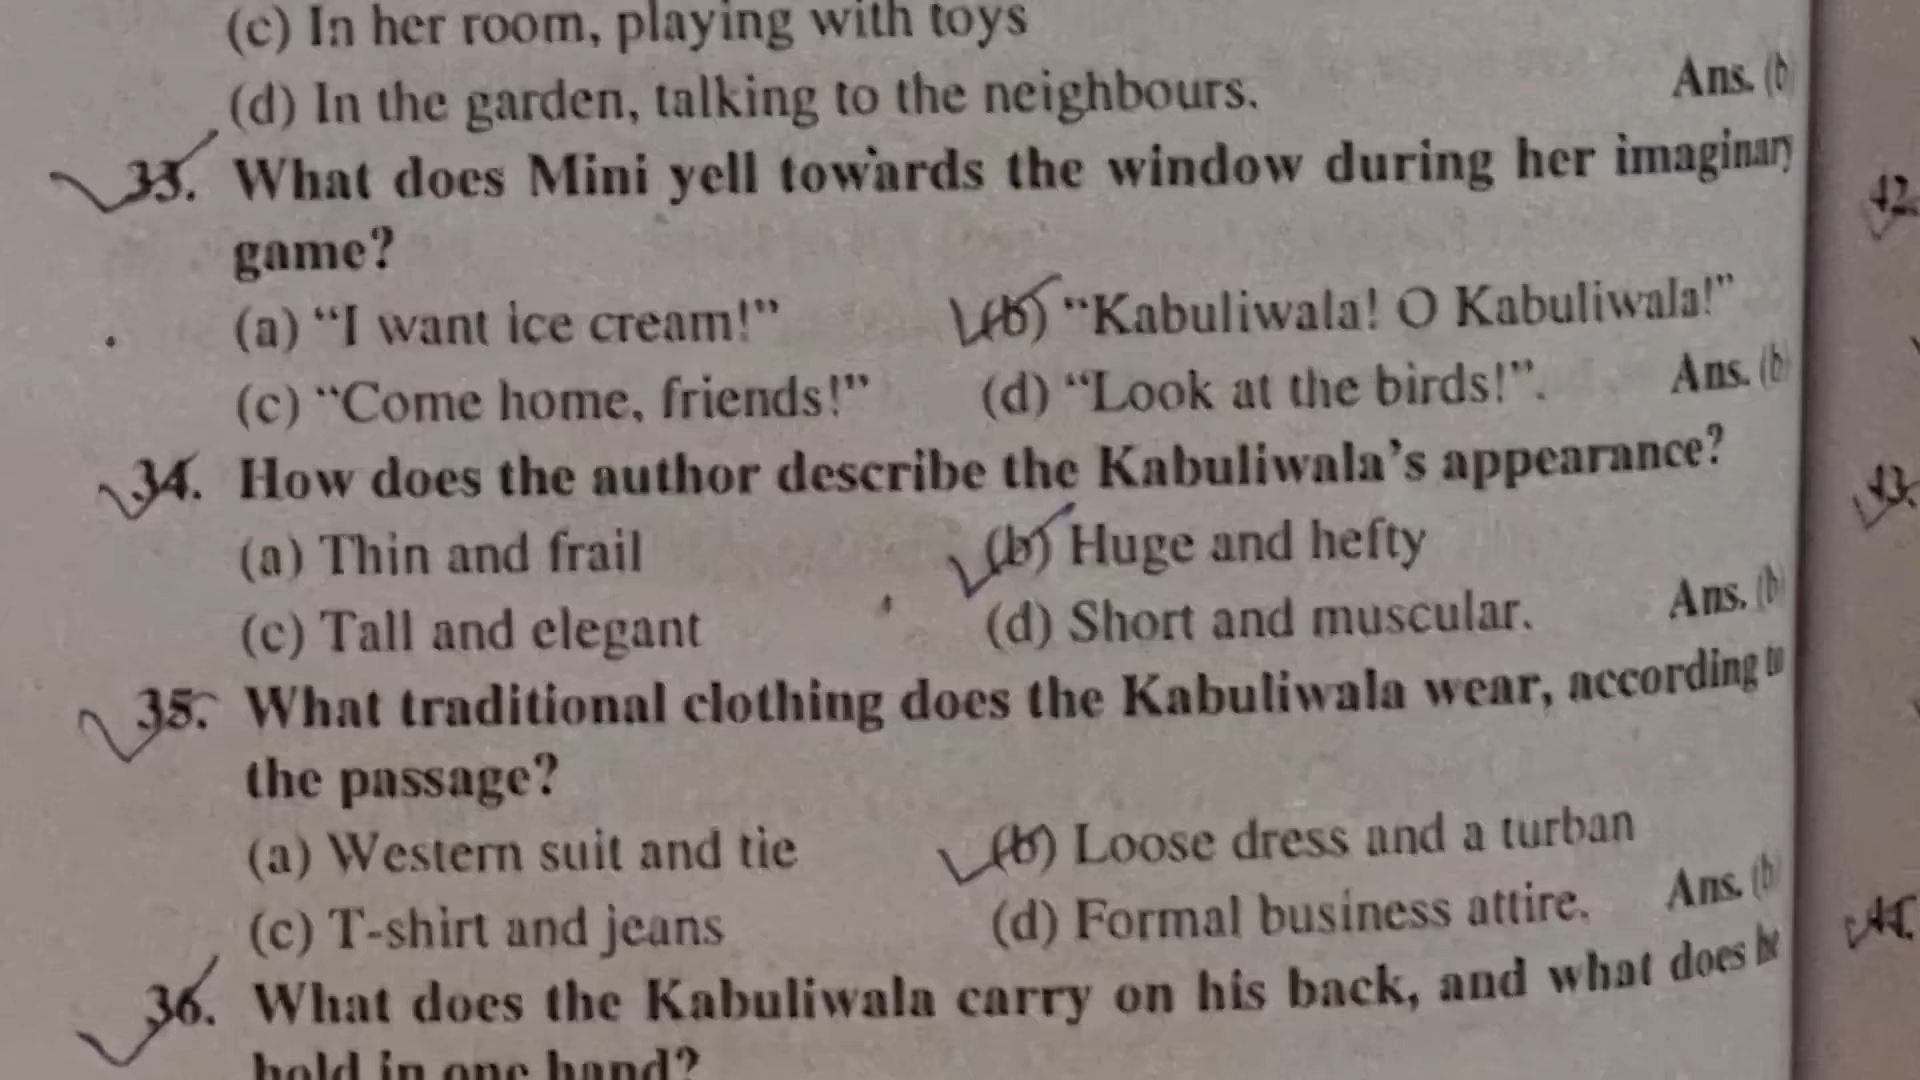 (c) In her room, playing with toys
(d) In the garden, talking to the neighbours. Ans. (b
33. What does Mini yell towards the window during her imaginary
game?
(a) “I want ice cream!” (b) “Kabuliwala! O Kabuliwala!”
(c) “Come home, friends!” (d) “Look at the birds!”. Ans. (b)
34. How does the author describe the Kabuliwala’s appearance?
(a) Thin and frail (b) Huge and hefty
(c) Tall and elegant (d) Short and muscular. Ans. (b)
35. What traditional clothing does the Kabuliwala wear, according to
the passage?
(a) Western suit and tie (b) Loose dress and a turban
(c) T-shirt and jeans (d) Formal business attire. Ans. (b)
36. What does the Kabuliwala carry on his back, and what does he
hold in one hand?
42.
43.